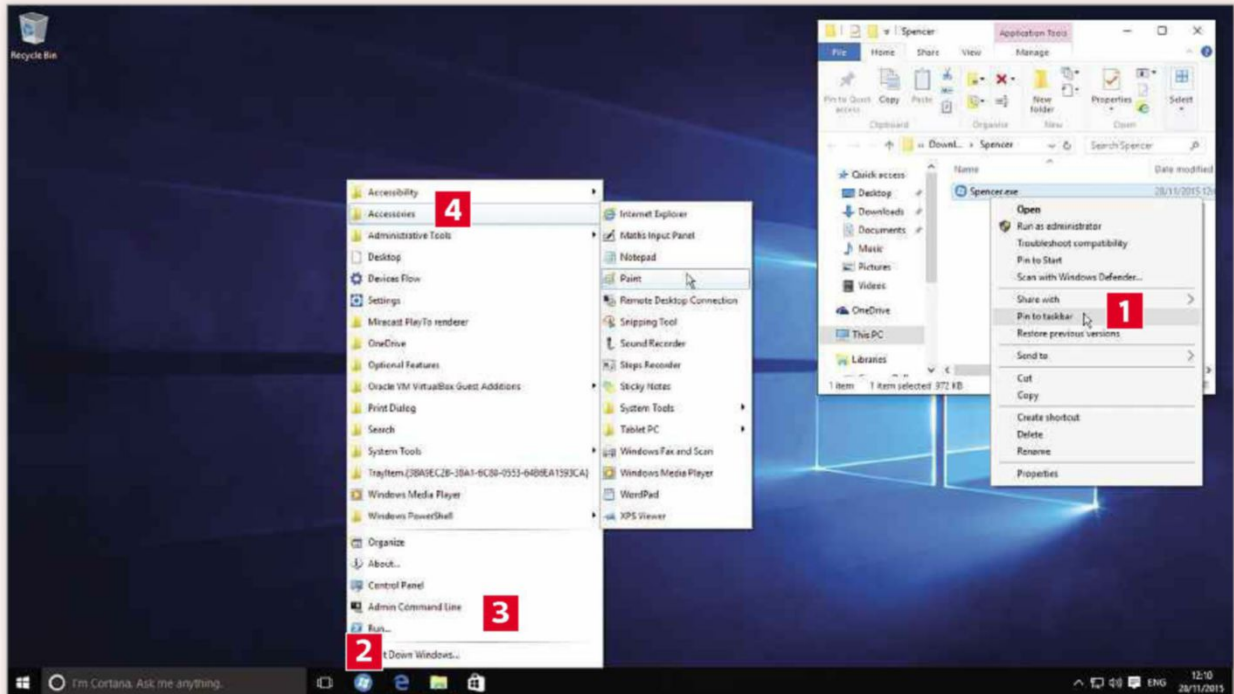 Recycle Bin
Spencer
Application Tools
File
Home
Share
View
Manage
Pin to Quick access
Copy
Paste
New folder
Properties
Select
Clipboard
Organise
New
Open
Downl...
Spencer
Search Spencer
Name
Date modified
Quick access
Desktop
Downloads
Documents
Music
Pictures
Videos
OneDrive
This PC
Libraries
Spencer.exe
28/11/2015 12:
1 item
1 item selected 972 KB
Open
Run as administrator
Troubleshoot compatibility
Pin to Start
Scan with Windows Defender...
Share with
Pin to taskbar
1
Restore previous versions
Send to
Cut
Copy
Create shortcut
Delete
Rename
Properties
Accessibility
Accessories
4
Administrative Tools
Desktop
Devices Flow
Settings
Miracast PlayTo renderer
OneDrive
Optional Features
Oracle VM VirtualBox Guest Additions
Print Dialog
Search
System Tools
Windows Media Player
Windows PowerShell
Organize
About...
Control Panel
Admin Command Line
3
Run...
2
t Down Windows...
Internet Explorer
Maths Input Panel
Notepad
Paint
Remote Desktop Connection
Snipping Tool
Sound Recorder
Steps Recorder
Sticky Notes
System Tools
Tablet PC
Windows Fax and Scan
Windows Media Player
WordPad
XPS Viewer
I'm Cortana. Ask me anything.
ENG
12:10
28/11/2015